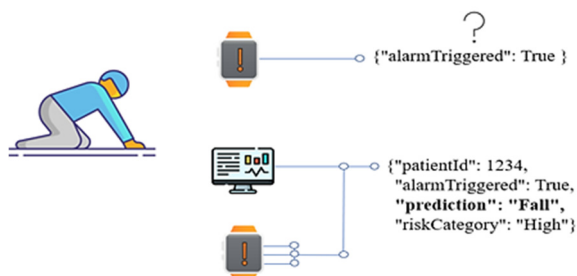 ?
{"alarmTriggered": True }
{"patientId": 1234,
"alarmTriggered": True,
"prediction": "Fall",
"riskCategory": "High"}